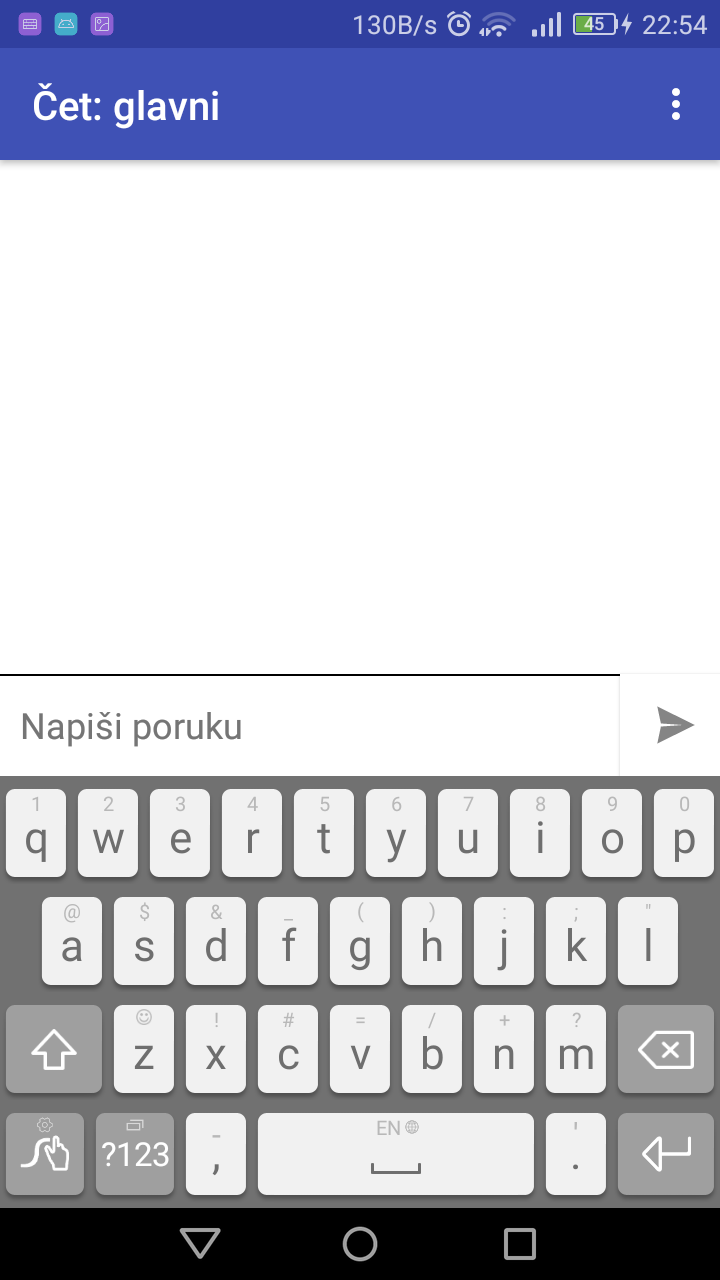 130B/s 45 22:54
Čet: glavni
Napiši poruku
1 2 3 4 5 6 7 8 9 0
q w e r t y u i o p
@ $ & _ ( ) : ; "
a s d f g h j k l
! # = / + ?
z x c v b n m
- EN '
?123 , .